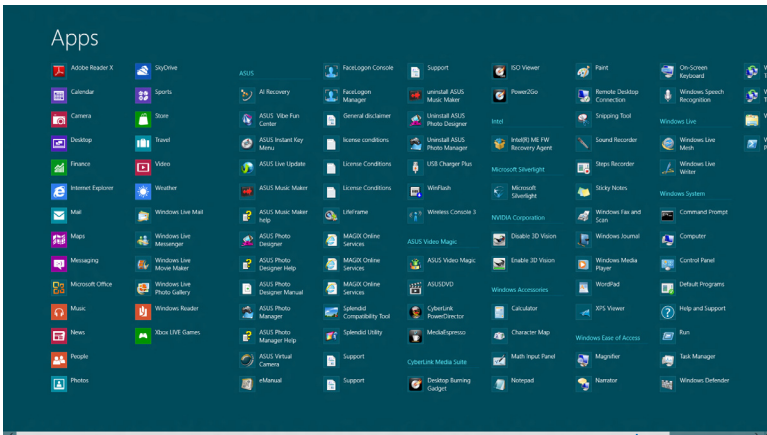 Apps
Adobe Reader X
Calendar
Camera
Desktop
Finance
Internet Explorer
Mail
Maps
Messaging
Microsoft Office
Music
News
People
Photos
SkyDrive
Sports
Store
Travel
Video
Weather
Windows Live Mail
Windows Live
Messenger
Windows Live
Movie Maker
Windows Live
Photo Gallery
Windows Reader
Xbox LIVE Games
ASUS
AI Recovery
ASUS Vibe Fun
Center
ASUS Instant Key
Menu
ASUS Live Update
ASUS Music Maker
ASUS Music Maker
help
ASUS Photo
Designer
ASUS Photo
Designer Help
ASUS Photo
Designer Manual
ASUS Photo
Manager
ASUS Photo
Manager Help
ASUS Virtual
Camera
eManual
FaceLogon Console
FaceLogon
Manager
General disclaimer
license conditions
License Conditions
License Conditions
LifeFrame
MAGIX Online
Services
MAGIX Online
Services
MAGIX Online
Services
Splendid
Compatibility Tool
Splendid Utility
Support
Support
Support
uninstall ASUS
Music Maker
Uninstall ASUS
Photo Designer
Uninstall ASUS
Photo Manager
USB Charger Plus
WinFlash
Wireless Console 3
ASUS Video Magic
ASUS Video Magic
ASUSDVD
CyberLink
PowerDirector
MediaEspresso
CyberLink Media Suite
Desktop Burning
Gadget
ISO Viewer
Power2Go
Intel
Intel(R) ME FW
Recovery Agent
Microsoft Silverlight
Microsoft
Silverlight
NVIDIA Corporation
Disable 3D Vision
Enable 3D Vision
Windows Accessories
Calculator
Character Map
Math Input Panel
Notepad
Paint
Remote Desktop
Connection
Snipping Tool
Sound Recorder
Steps Recorder
Sticky Notes
Windows Fax and
Scan
Windows Journal
Windows Media
Player
WordPad
XPS Viewer
Windows Ease of Access
Magnifier
Narrator
On-Screen
Keyboard
Windows Speech
Recognition
Windows Live
Windows Live
Mesh
Windows Live
Writer
Windows System
Command Prompt
Computer
Control Panel
Default Programs
Help and Support
Run
Task Manager
Windows Defender